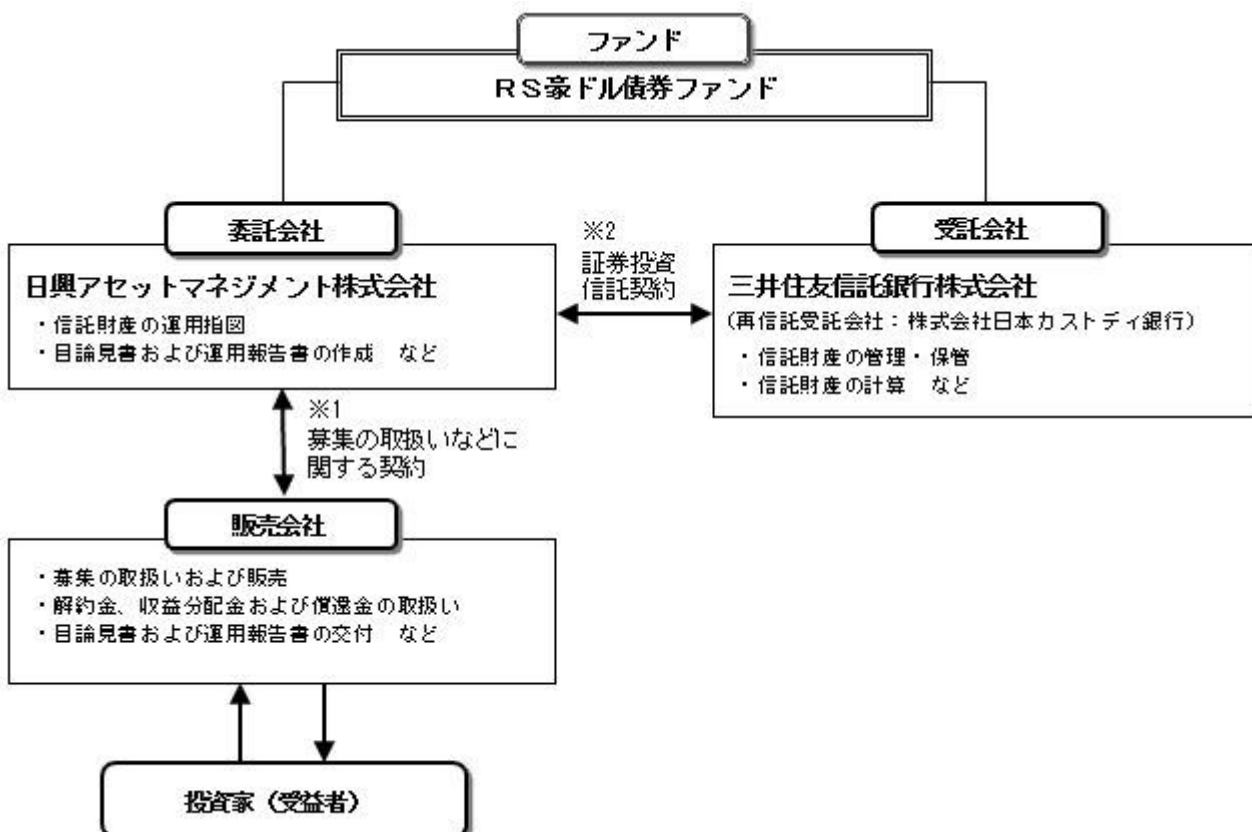 ファンド
RS豪ドル債券ファンド
委託会社
日興アセットマネジメント株式会社
・信託財産の運用指図
・目論見書および運用報告書の作成　など
※2
証券投資
信託契約
受託会社
三井住友信託銀行株式会社
(再信託受託会社：株式会社日本カストディ銀行)
・信託財産の管理・保管
・信託財産の計算　など
※1
募集の取扱いなどに
関する契約
販売会社
・募集の取扱いおよび販売
・解約金、収益分配金および償還金の取扱い
・目論見書および運用報告書の交付　など
投資家（受益者）